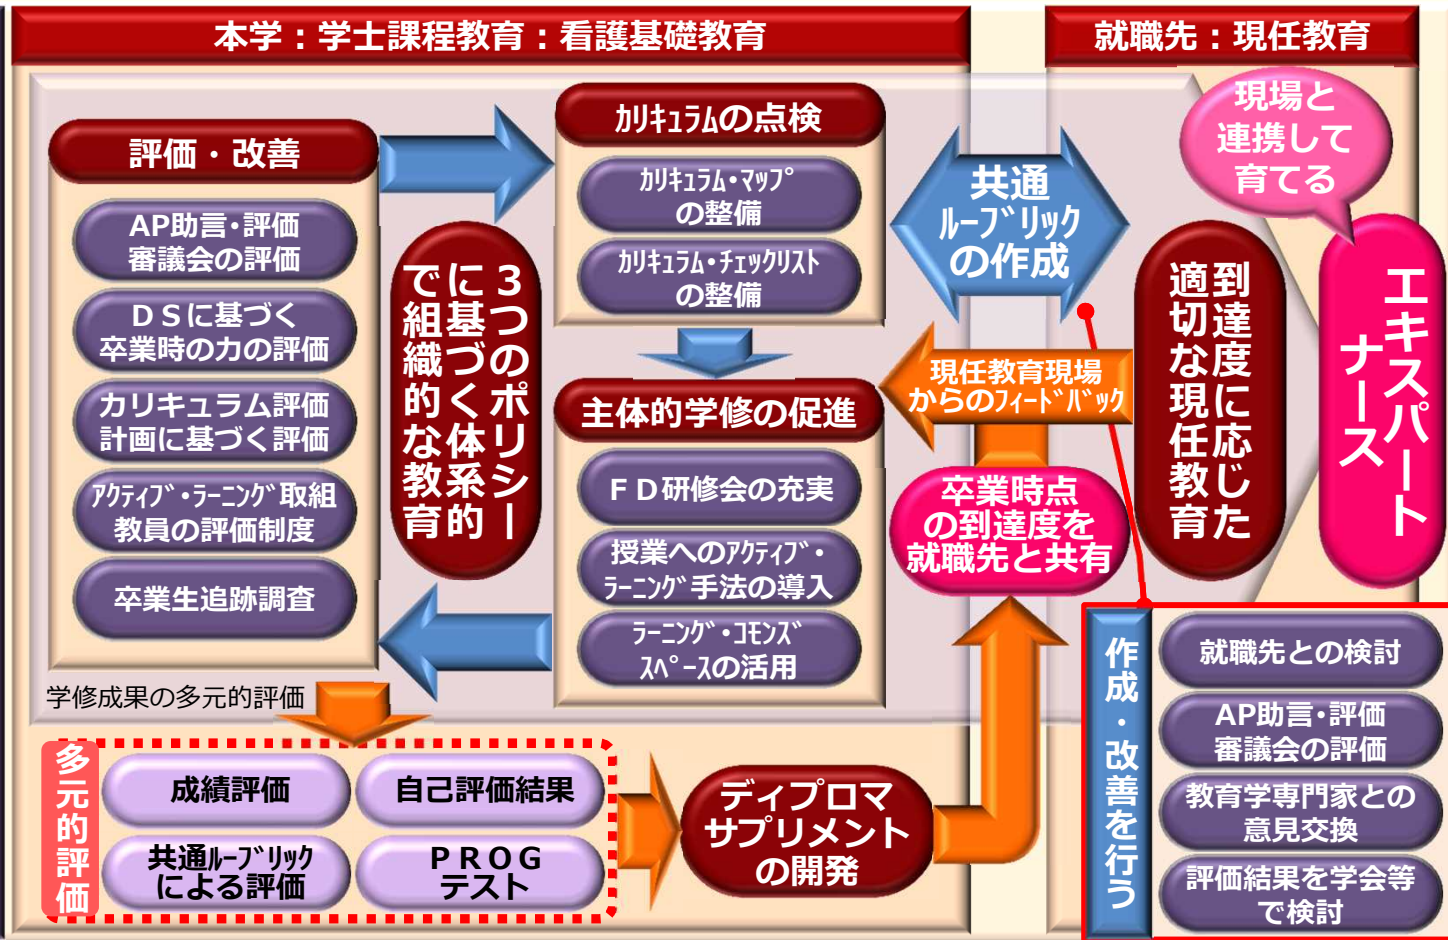 本学：学士課程教育：看護基礎教育
就職先：現任教育
評価・改善
AP助言･評価
審議会の評価
ＤＳに基づく
卒業時の力の評価
カリキュラム評価
計画に基づく評価
ｱｸﾃｨﾌﾞ・ﾗｰﾆﾝｸﾞ取組
教員の評価制度
卒業生追跡調査
３つのポリシー
に基づく体系的
で組織的な教育
ｶﾘｷｭﾗﾑの点検
ｶﾘｷｭﾗﾑ・ﾏｯﾌﾟ
の整備
ｶﾘｷｭﾗﾑ・ﾁｪｯｸﾘｽﾄ
の整備
主体的学修の促進
ＦＤ研修会の充実
授業へのｱｸﾃｨﾌﾞ・
ﾗｰﾆﾝｸﾞ手法の導入
ﾗｰﾆﾝｸﾞ・ｺﾓﾝｽﾞ
ｽﾍﾟｰｽの活用
共通
ﾙｰﾌﾞﾘｯｸ
の作成
現任教育現場
からのﾌｨｰﾄﾞﾊﾞｯｸ
卒業時点
の到達度を
就職先と共有
到達度に応じた
適切な現任教育
現場と
連携して
育てる
エキスパート
ナース
学修成果の多元的評価
多元的評価
成績評価
自己評価結果
共通ﾙｰﾌﾞﾘｯｸ
による評価
ＰＲＯＧ
テスト
ディプロマ
サプリメント
の開発
作成・改善を行う
就職先との検討
AP助言･評価
審議会の評価
教育学専門家との
意見交換
評価結果を学会等
で検討